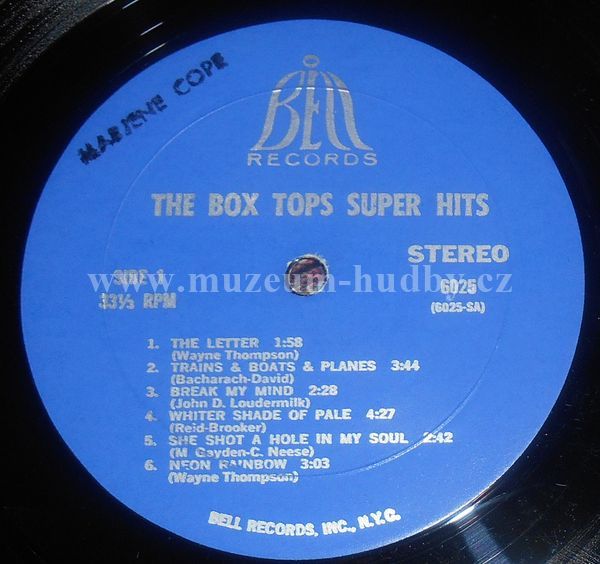 MARJENE COPE
Bell
RECORDS
THE BOX TOPS SUPER HITS
STEREO
www.muzeum-hudby.cz
SIDE 1
6025
33⅓ RPM
(6025-SA)
1. THE LETTER 1:58
(Wayne Thompson)
2. TRAINS & BOATS & PLANES 3:44
(Bacharach-David)
3. BREAK MY MIND 2:28
(John D. Loudermilk)
4. WHITER SHADE OF PALE 4:27
(Reid-Brooker)
5. SHE SHOT A HOLE IN MY SOUL 2:42
(M. Gayden-C. Neese)
6. NEON RAINBOW 3:03
(Wayne Thompson)
BELL RECORDS, INC., N.Y.C.